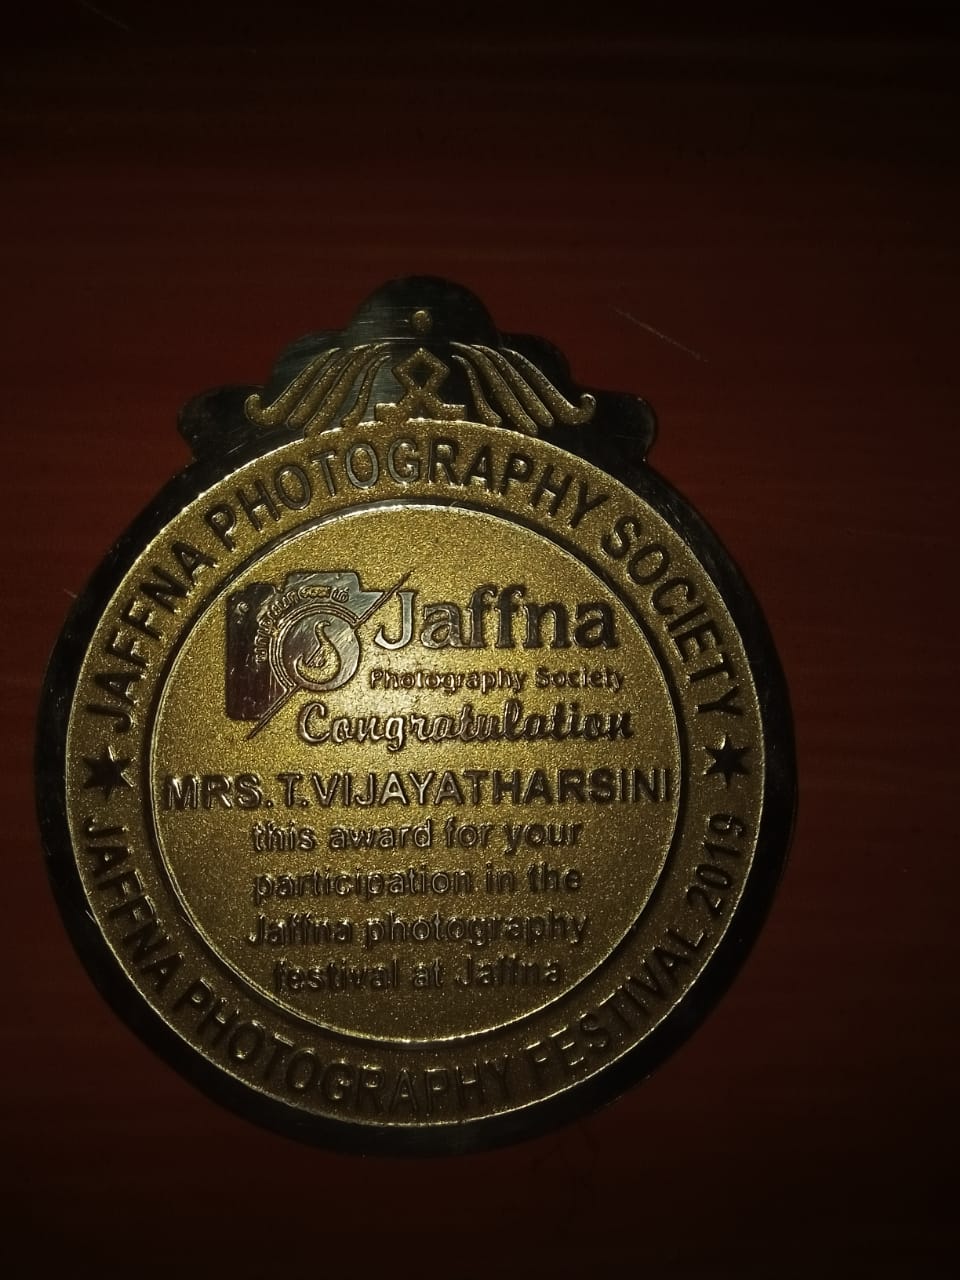 JAFFNA PHOTOGRAPHY SOCIETY
Jaffna
Photography Society
Congratulation
MRS.T.VIJAYATHARSINI
this award for your
participation in the
Jaffna photography
festival at Jaffna
JAFFNA PHOTOGRAPHY FESTIVAL 2019